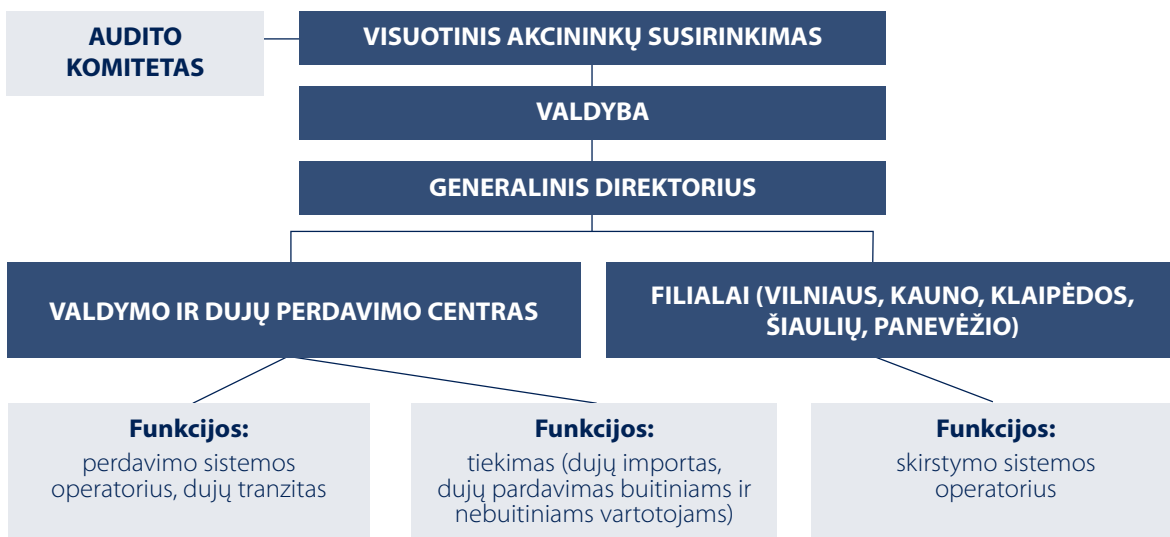 AUDITO
KOMITETAS
VISUOTINIS AKCININKŲ SUSIRINKIMAS
VALDYBA
GENERALINIS DIREKTORIUS
VALDYMO IR DUJŲ PERDAVIMO CENTRAS
FILIALAI (VILNIAUS, KAUNO, KLAIPĖDOS,
ŠIAULIŲ, PANEVĖŽIO)
Funkcijos:
perdavimo sistemos
operatorius, dujų tranzitas
Funkcijos:
tiekimas (dujų importas,
dujų pardavimas buitiniams ir
nebuitiniams vartotojams)
Funkcijos:
skirstymo sistemos
operatorius